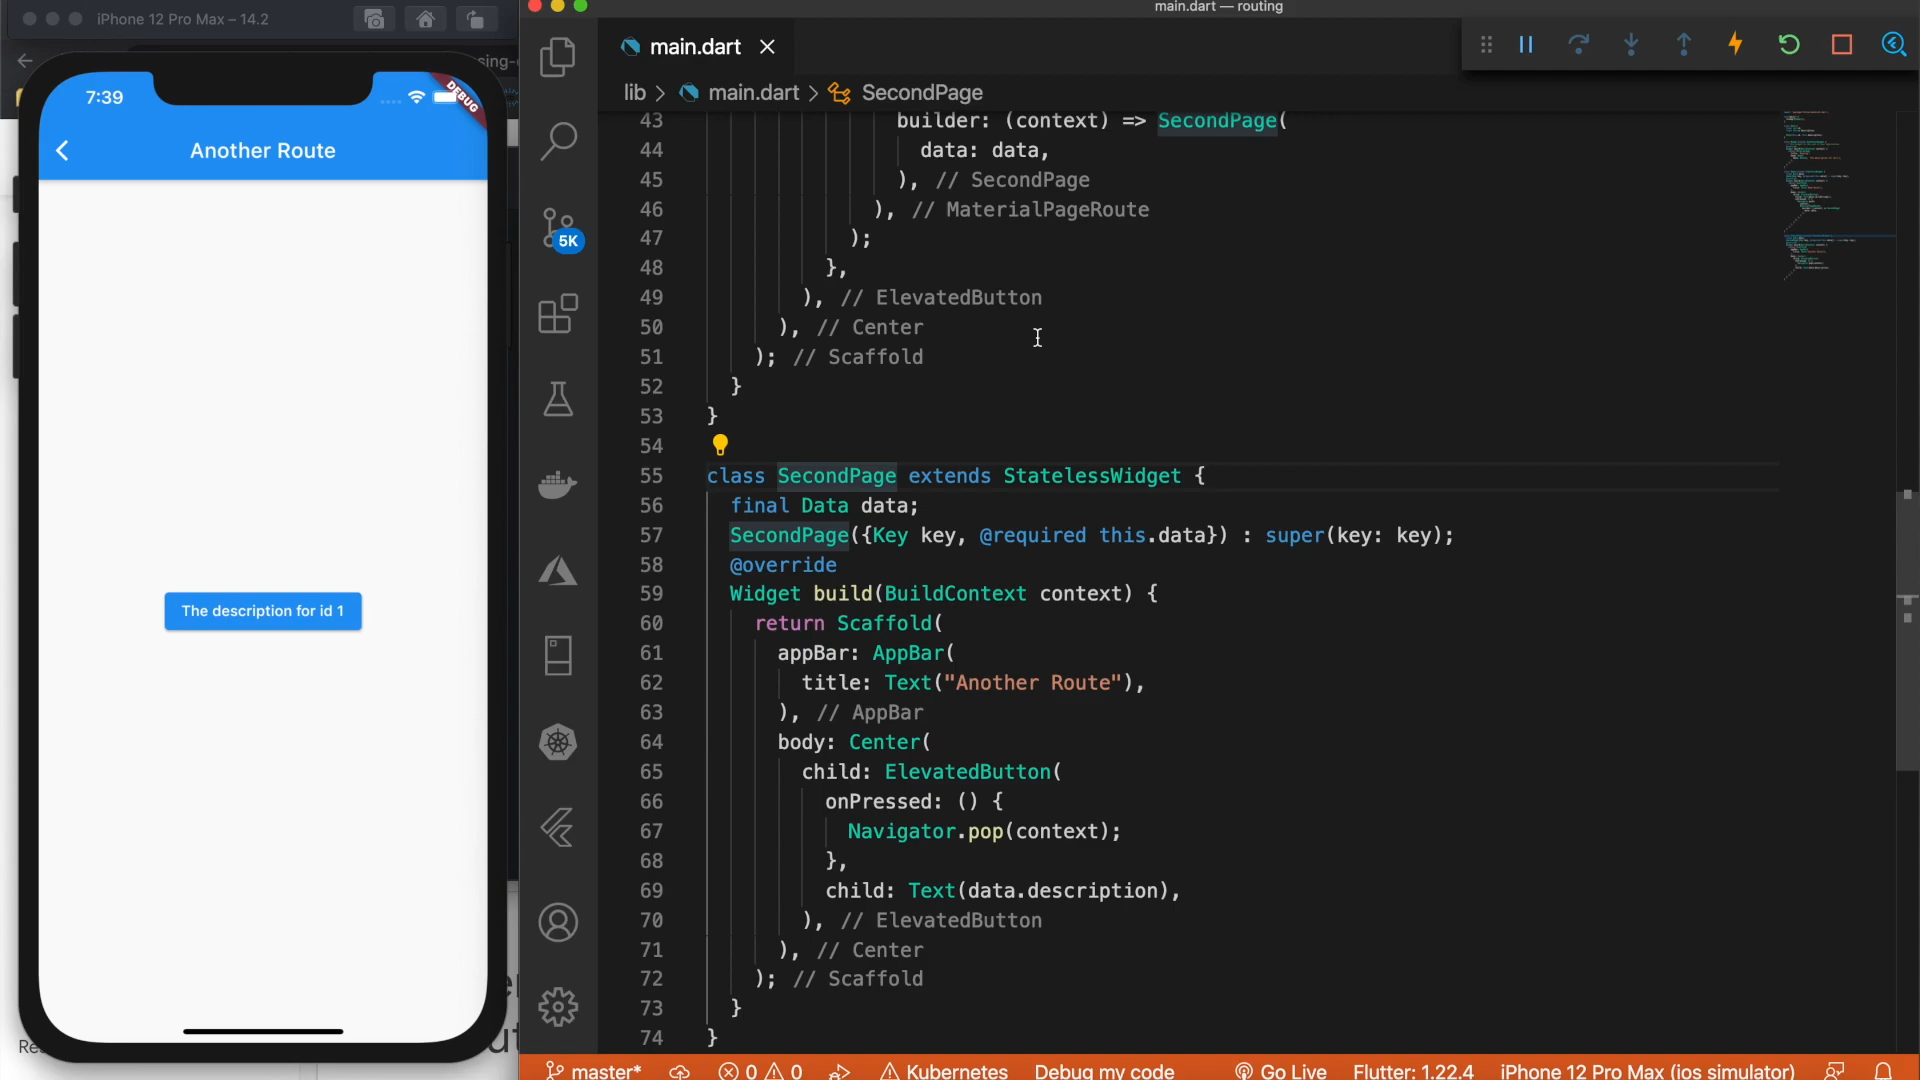 iPhone 12 Pro Max – 14.2
7:39
DEBUG
Another Route
The description for id 1
main.dart — routing
main.dart
lib > main.dart > SecondPage
5K
43 builder: (context) => SecondPage(
44 data: data,
45 ), // SecondPage
46 ), // MaterialPageRoute
47 );
48 },
49 ), // ElevatedButton
50 ), // Center
51 ); // Scaffold
52 }
53 }
54
55 class SecondPage extends StatelessWidget {
56 final Data data;
57 SecondPage({Key key, @required this.data}) : super(key: key);
58 @override
59 Widget build(BuildContext context) {
60 return Scaffold(
61 appBar: AppBar(
62 title: Text("Another Route"),
63 ), // AppBar
64 body: Center(
65 child: ElevatedButton(
66 onPressed: () {
67 Navigator.pop(context);
68 },
69 child: Text(data.description),
70 ), // ElevatedButton
71 ), // Center
72 ); // Scaffold
73 }
74 }
master* 0 0 Kubernetes Debug my code Go Live Flutter: 1.22.4 iPhone 12 Pro Max (ios simulator)